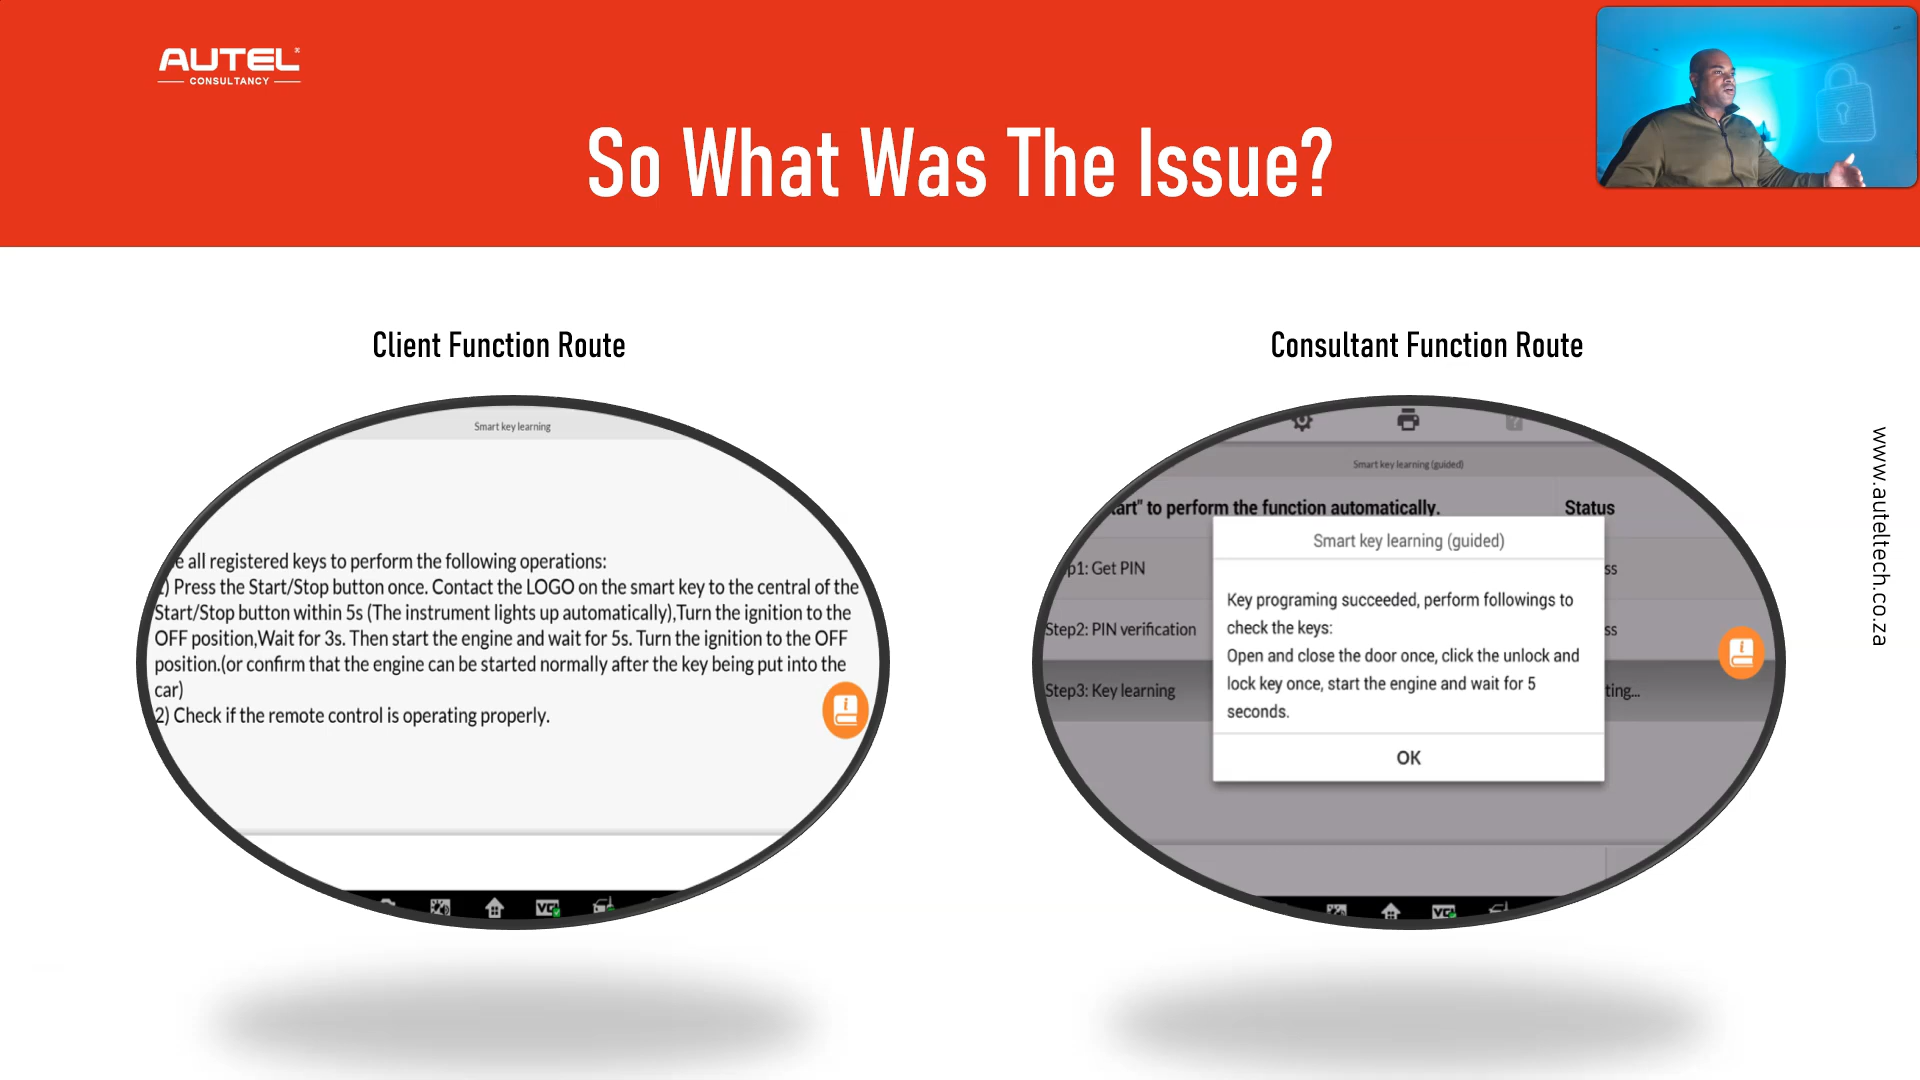 AUTEL
CONSULTANCY
So What Was The Issue?
Client Function Route
Consultant Function Route
Smart key learning
e all registered keys to perform the following operations:
) Press the Start/Stop button once. Contact the LOGO on the smart key to the central of the
Start/Stop button within 5s (The instrument lights up automatically),Turn the ignition to the
OFF position,Wait for 3s. Then start the engine and wait for 5s. Turn the ignition to the OFF
position.(or confirm that the engine can be started normally after the key being put into the
car)
2) Check if the remote control is operating properly.
VCI
Smart key learning (guided)
art" to perform the function automatically.
Status
p1: Get PIN
ss
Step2: PIN verification
ss
Step3: Key learning
ting...
Smart key learning (guided)
Key programing succeeded, perform followings to
check the keys:
Open and close the door once, click the unlock and
lock key once, start the engine and wait for 5
seconds.
OK
VCI
www.auteltech.co.za